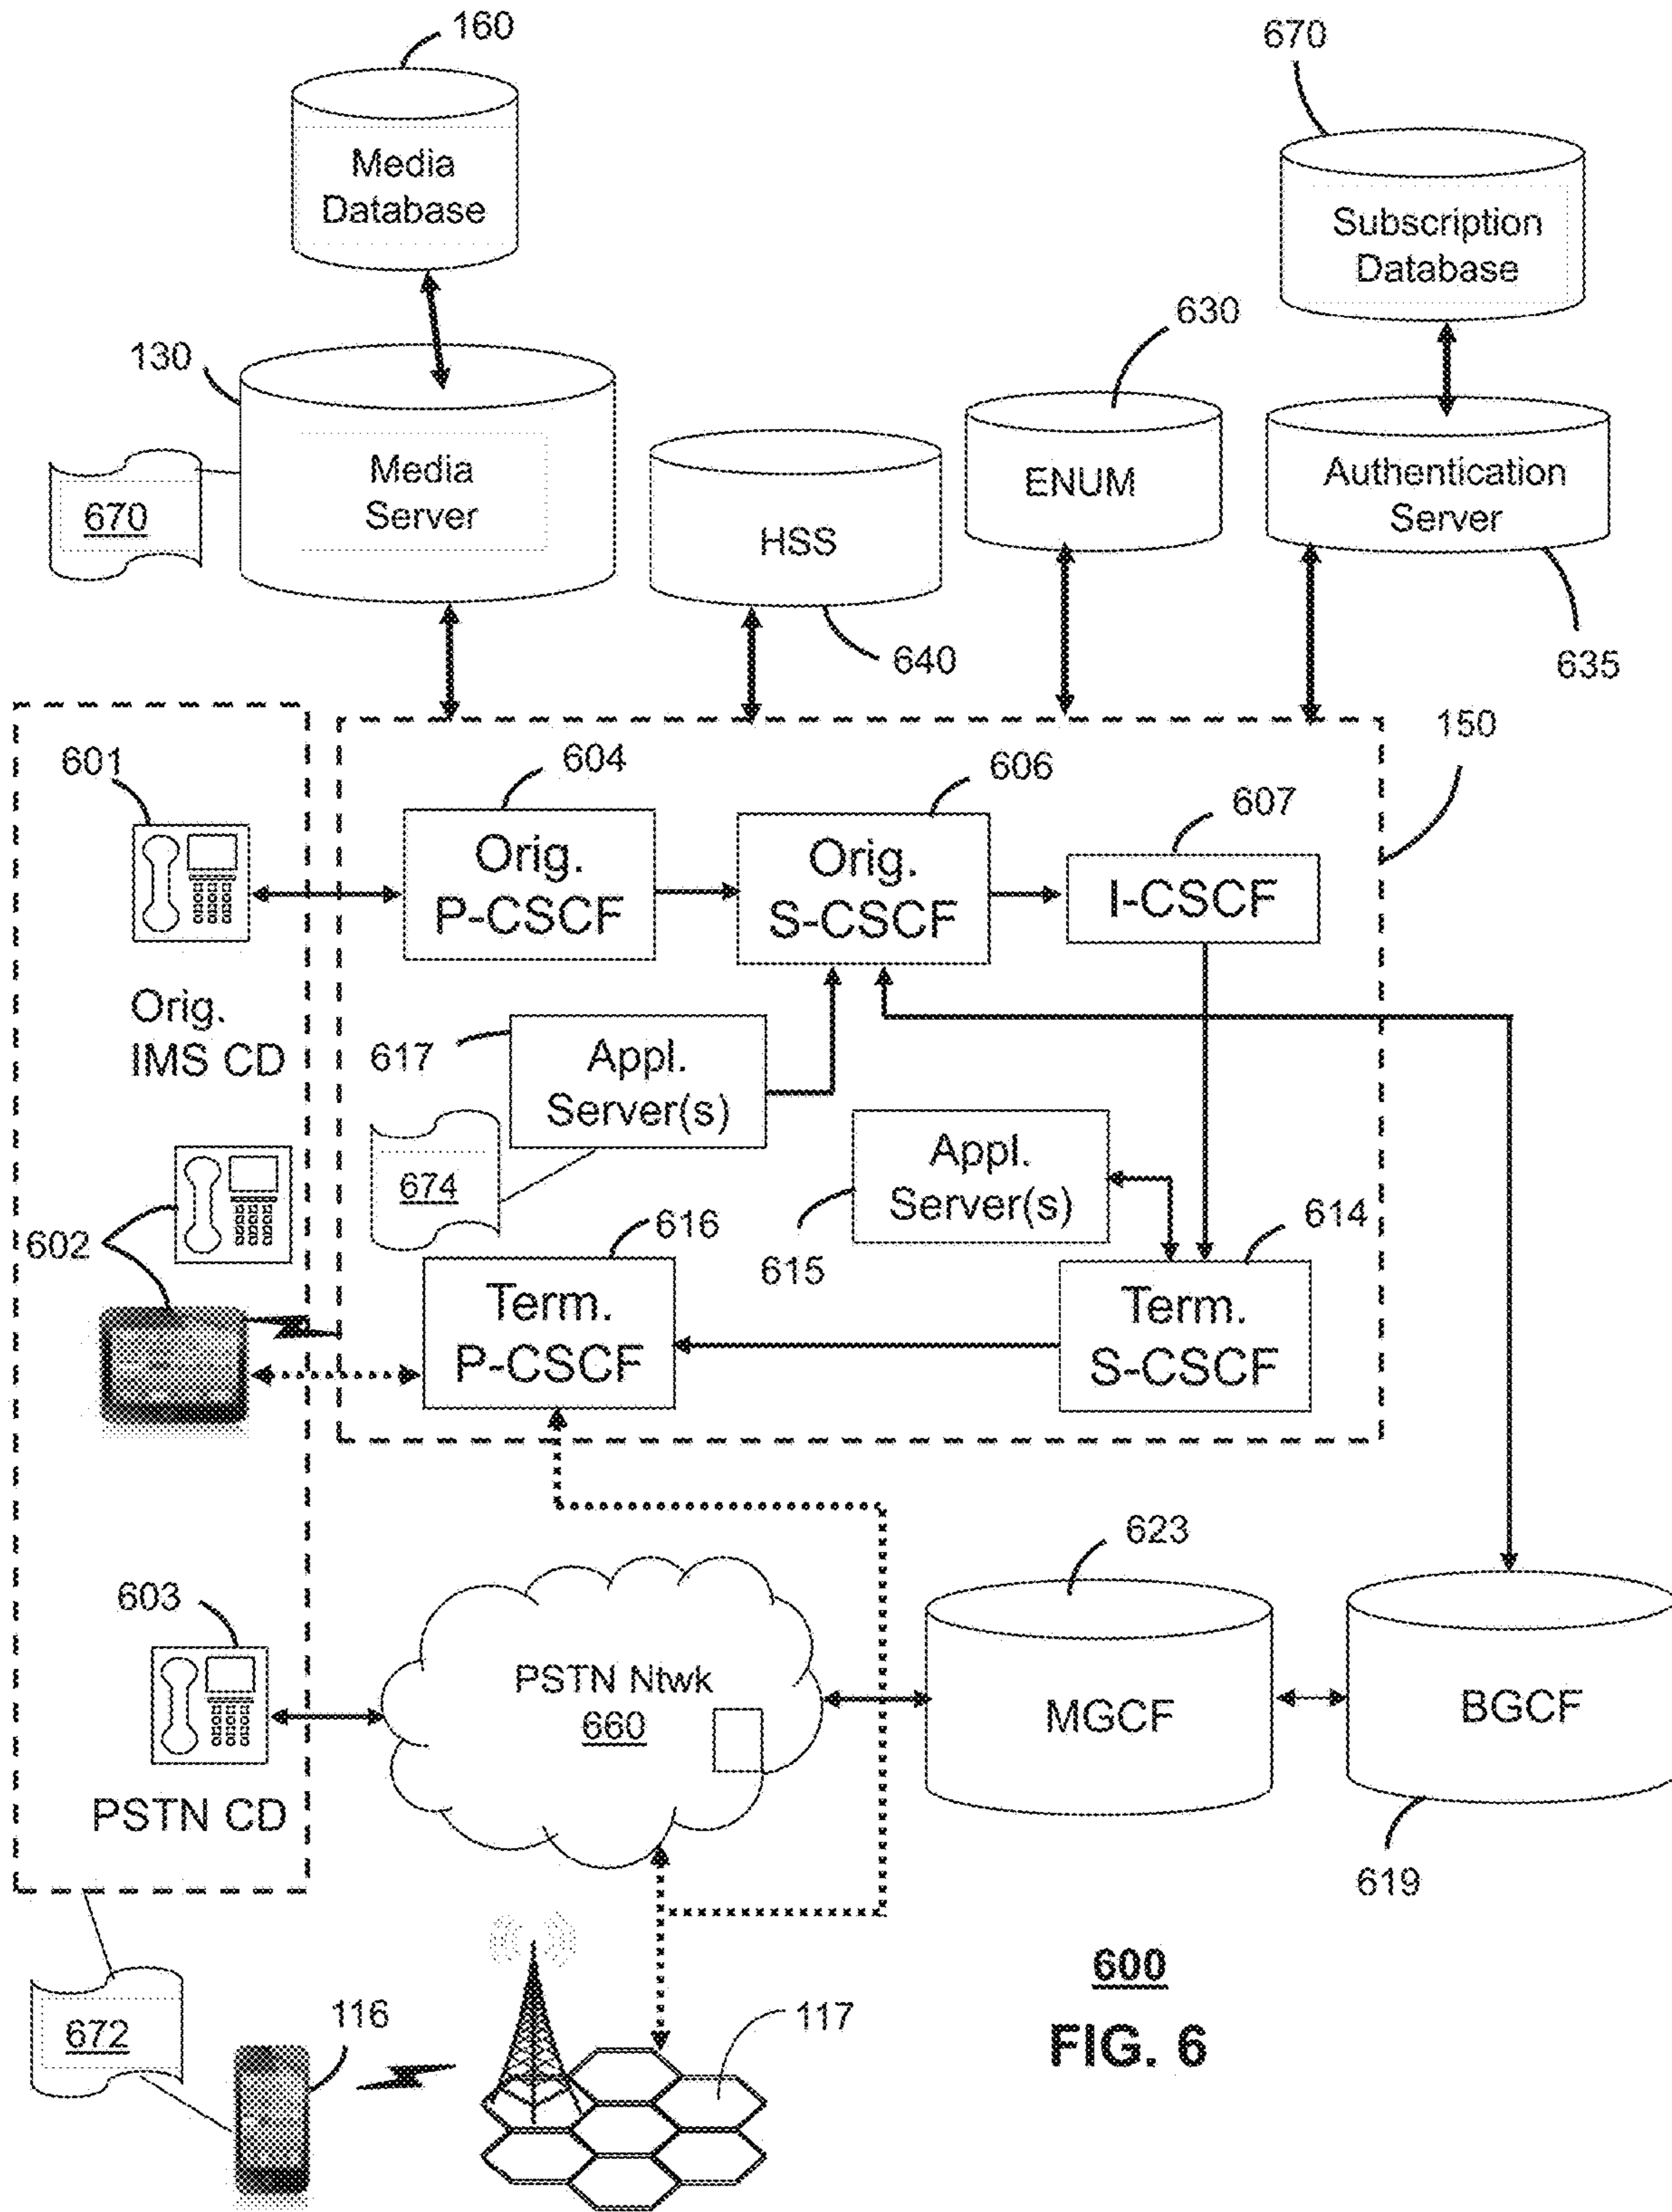 160
670
Media
Database
Subscription
Database
630
130
Media
Server
670
HSS
ENUM
Authentication
Server
640
635
150
601
604
606
607
Orig.
P-CSCF
Orig.
S-CSCF
I-CSCF
Orig.
IMS CD
617
Appl.
Server(s)
674
Appl.
Server(s)
602
616
615
614
Term.
P-CSCF
Term.
S-CSCF
623
603
PSTN Ntwk
660
MGCF
BGCF
PSTN CD
619
672
116
117
600
FIG. 6